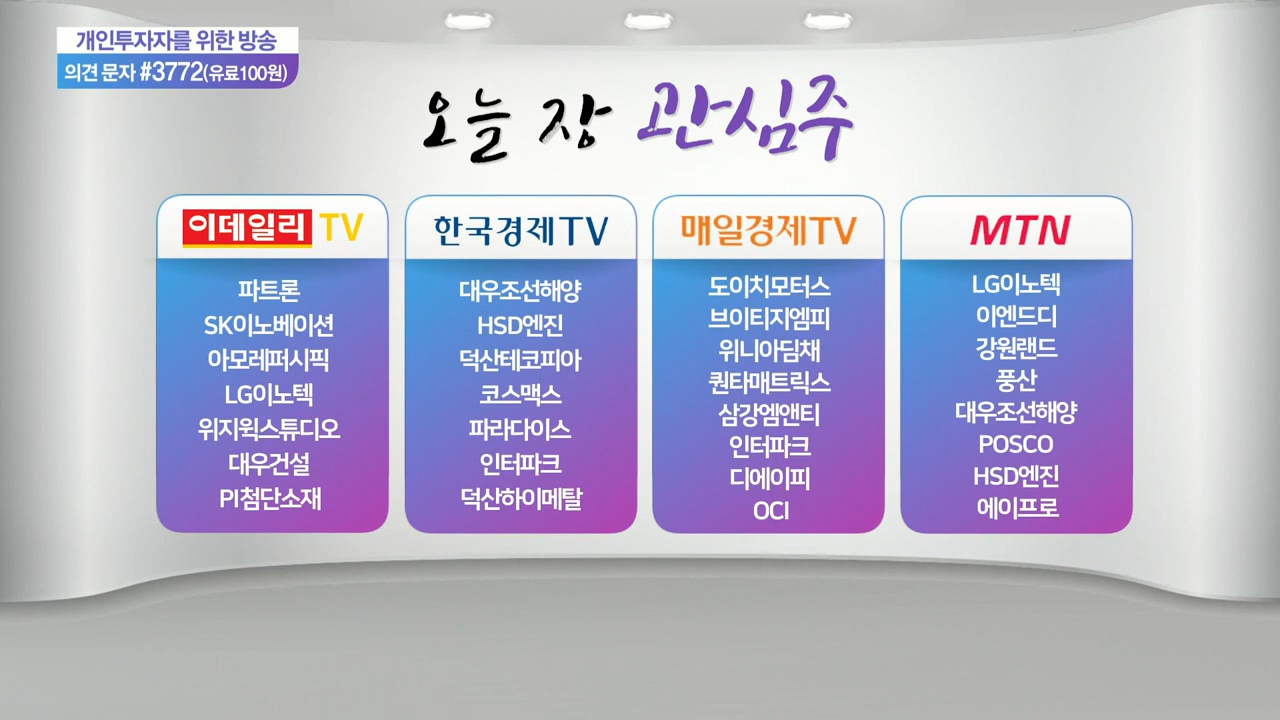 개인투자자를 위한 방송
의견 문자 #3772(유료100원)
오늘 장 관심주
이데일리 TV
파트론
SK이노베이션
아모레퍼시픽
LG이노텍
위지윅스튜디오
대우건설
PI첨단소재
한국경제TV
대우조선해양
HSD엔진
덕산테코피아
코스맥스
파라다이스
인터파크
덕산하이메탈
매일경제TV
도이치모터스
브이티지엠피
위니아딤채
퀀타매트릭스
삼강엠앤티
인터파크
디에이피
OCI
MTN
LG이노텍
이엔드디
강원랜드
풍산
대우조선해양
POSCO
HSD엔진
에이프로